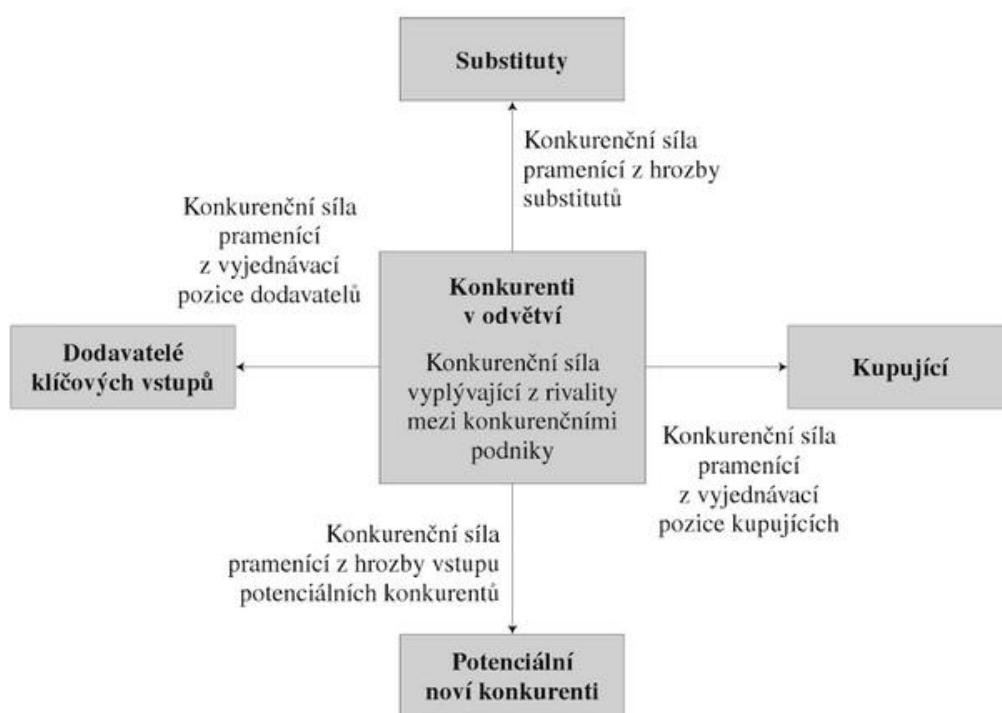 Substituty
Konkurenční síla
pramenící z hrozby
substitutů
Konkurenční síla
pramenící
z vyjednávací
pozice dodavatelů
Konkurenti
v odvětví
Konkurenční síla
vyplývající z rivality
mezi konkurenčními
podniky
Dodavatelé
klíčových vstupů
Kupující
Konkurenční síla
pramenící
z vyjednávací
pozice kupujících
Konkurenční síla
pramenící z hrozby vstupu
potenciálních konkurentů
Potenciální
noví konkurenti